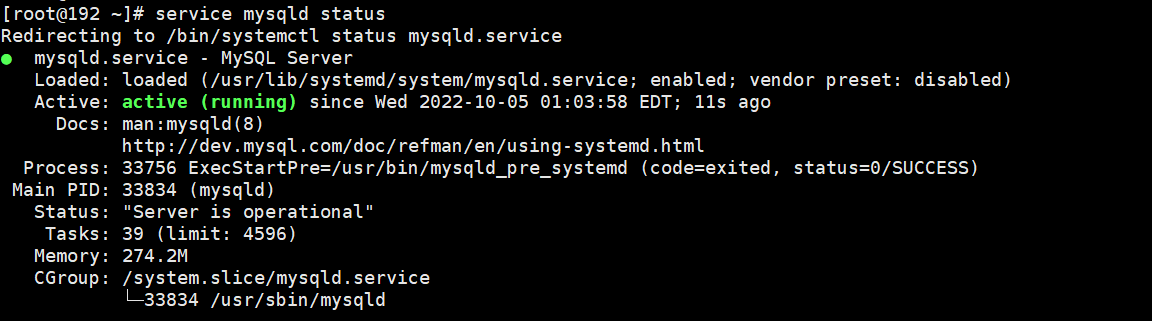 [root@192 ~]# service mysqld status
Redirecting to /bin/systemctl status mysqld.service
● mysqld.service - MySQL Server
Loaded: loaded (/usr/lib/systemd/system/mysqld.service; enabled; vendor preset: disabled)
Active: active (running) since Wed 2022-10-05 01:03:58 EDT; 11s ago
Docs: man:mysqld(8)
http://dev.mysql.com/doc/refman/en/using-systemd.html
Process: 33756 ExecStartPre=/usr/bin/mysqld_pre_systemd (code=exited, status=0/SUCCESS)
Main PID: 33834 (mysqld)
Status: "Server is operational"
Tasks: 39 (limit: 4596)
Memory: 274.2M
CGroup: /system.slice/mysqld.service
└─33834 /usr/sbin/mysqld